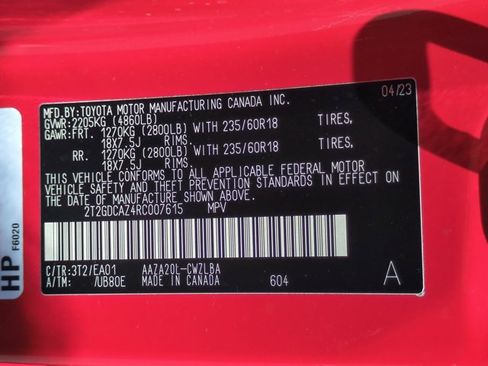 MFD.BY:TOYOTA MOTOR MANUFACTURING CANADA INC. 04/23
GVWR:2205KG (4860LB)
GAWR:FRT. 1270KG (2800LB) WITH 235/60R18 TIRES,
18X7.5J RIMS.
RR. 1270KG (2800LB) WITH 235/60R18 TIRES,
18X7.5J RIMS.
THIS VEHICLE CONFORMS TO ALL APPLICABLE FEDERAL MOTOR
VEHICLE SAFETY AND BUMPER STANDARDS IN EFFECT ON THE DATE
OF MANUFACTURE SHOWN ABOVE.
2T2GDCAZ4RC007615 MPV
C/TR:3T2/EA01 AAZA20L-CWZLBA
A/TM: /UB80E MADE IN CANADA 604 A
HP F6020